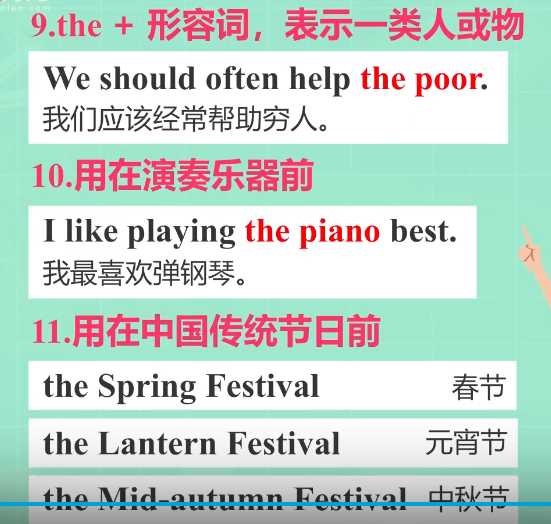 nfen.com
9.the + 形容词，表示一类人或物
We should often help the poor.
我们应该经常帮助穷人。
10.用在演奏乐器前
I like playing the piano best.
我最喜欢弹钢琴。
11.用在中国传统节日前
the Spring Festival 春节
the Lantern Festival 元宵节
the Mid-autumn Festival 中秋节